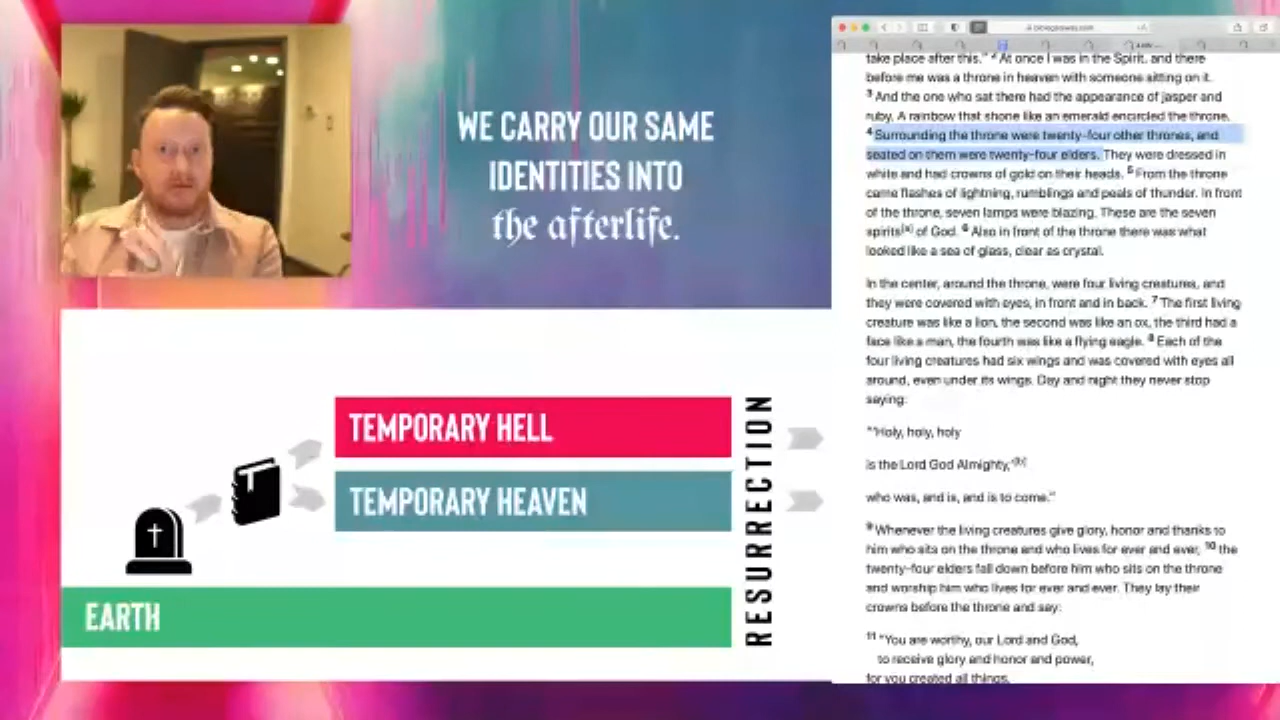 WE CARRY OUR SAME
IDENTITIES INTO
the afterlife.
TEMPORARY HELL
TEMPORARY HEAVEN
EARTH
RESURRECTION
take place after this." 2 At once I was in the Spirit, and there
before me was a throne in heaven with someone sitting on it.
3 And the one who sat there had the appearance of jasper and
ruby. A rainbow that shone like an emerald encircled the throne.
4 Surrounding the throne were twenty-four other thrones, and
seated on them were twenty-four elders. They were dressed in
white and had crowns of gold on their heads. 5 From the throne
came flashes of lightning, rumblings and peals of thunder. In front
of the throne, seven lamps were blazing. These are the seven
spirits[a] of God. 6 Also in front of the throne there was what
looked like a sea of glass, clear as crystal.
In the center, around the throne, were four living creatures, and
they were covered with eyes, in front and in back. 7 The first living
creature was like a lion, the second was like an ox, the third had a
face like a man, the fourth was like a flying eagle. 8 Each of the
four living creatures had six wings and was covered with eyes all
around, even under its wings. Day and night they never stop
saying:
"'Holy, holy, holy
is the Lord God Almighty,'[b]
who was, and is, and is to come."
9 Whenever the living creatures give glory, honor and thanks to
him who sits on the throne and who lives for ever and ever, 10 the
twenty-four elders fall down before him who sits on the throne
and worship him who lives for ever and ever. They lay their
crowns before the throne and say:
11 "You are worthy, our Lord and God,
to receive glory and honor and power,
for you created all things,